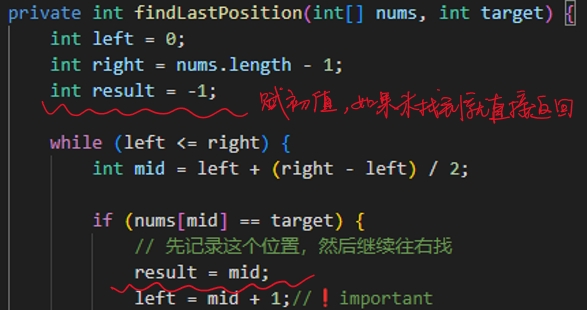 private int findLastPosition(int[] nums, int target) {
int left = 0;
int right = nums.length - 1;
int result = -1;
赋初值,如果未找到就直接返回
while (left <= right) {
int mid = left + (right - left) / 2;
if (nums[mid] == target) {
// 先记录这个位置，然后继续往右找
result = mid;
left = mid + 1;//❗important